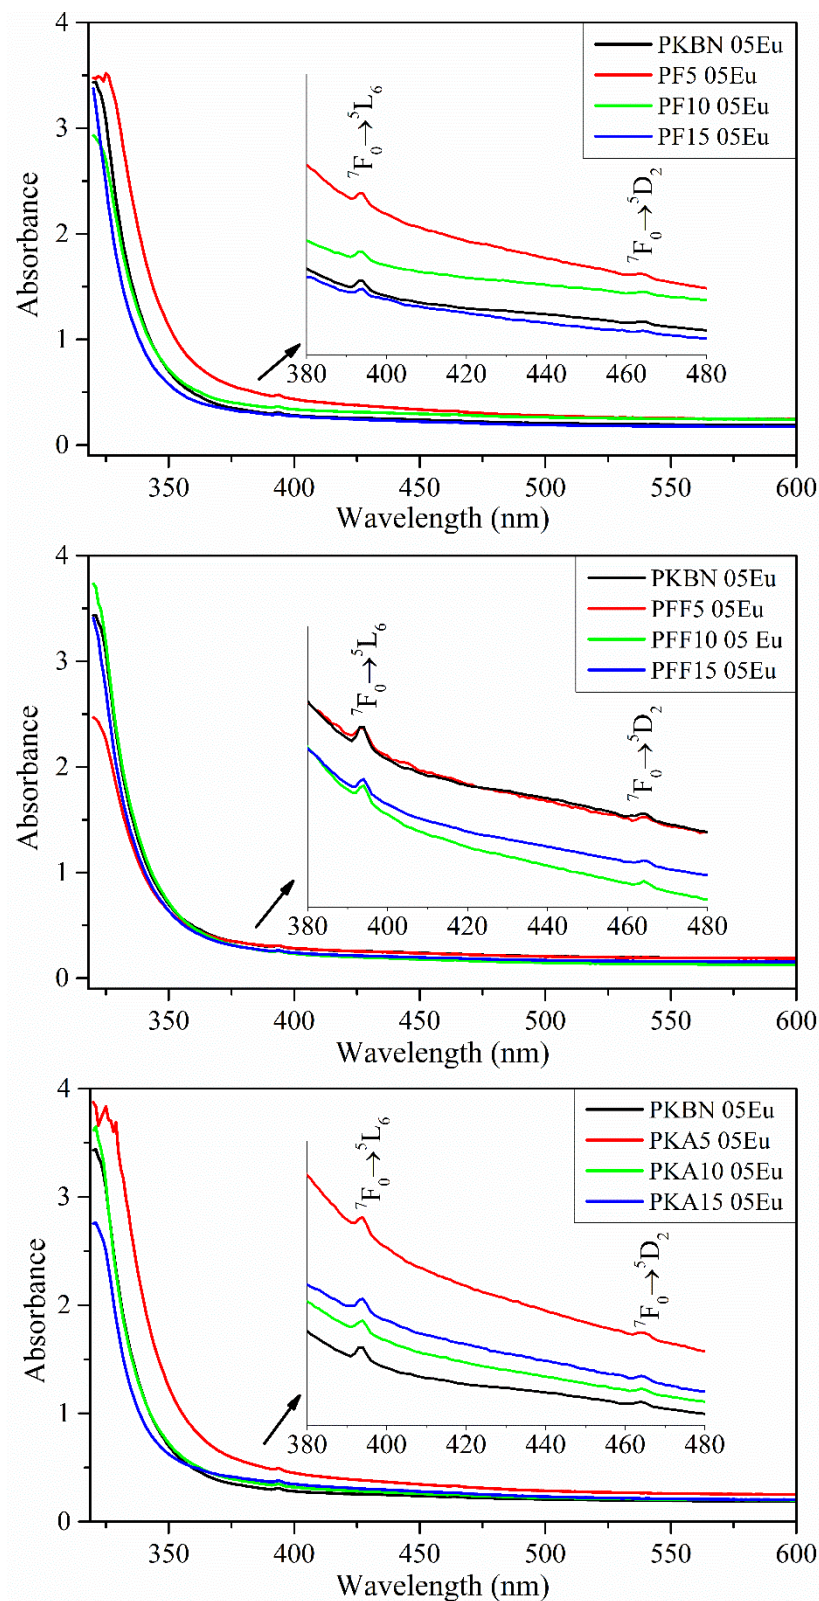 4
3
2
1
0
Absorbance
PKBN 05Eu
PF5 05Eu
PF10 05Eu
PF15 05Eu
⁷F₀→⁵L₆
⁷F₀→⁵D₂
380 400 420 440 460 480
350 400 450 500 550 600
Wavelength (nm)
4
3
2
1
0
Absorbance
PKBN 05Eu
PFF5 05Eu
PFF10 05 Eu
PFF15 05Eu
⁷F₀→⁵L₆
⁷F₀→⁵D₂
380 400 420 440 460 480
350 400 450 500 550 600
Wavelength (nm)
4
3
2
1
0
Absorbance
PKBN 05Eu
PKA5 05Eu
PKA10 05Eu
PKA15 05Eu
⁷F₀→⁵L₆
⁷F₀→⁵D₂
380 400 420 440 460 480
350 400 450 500 550 600
Wavelength (nm)